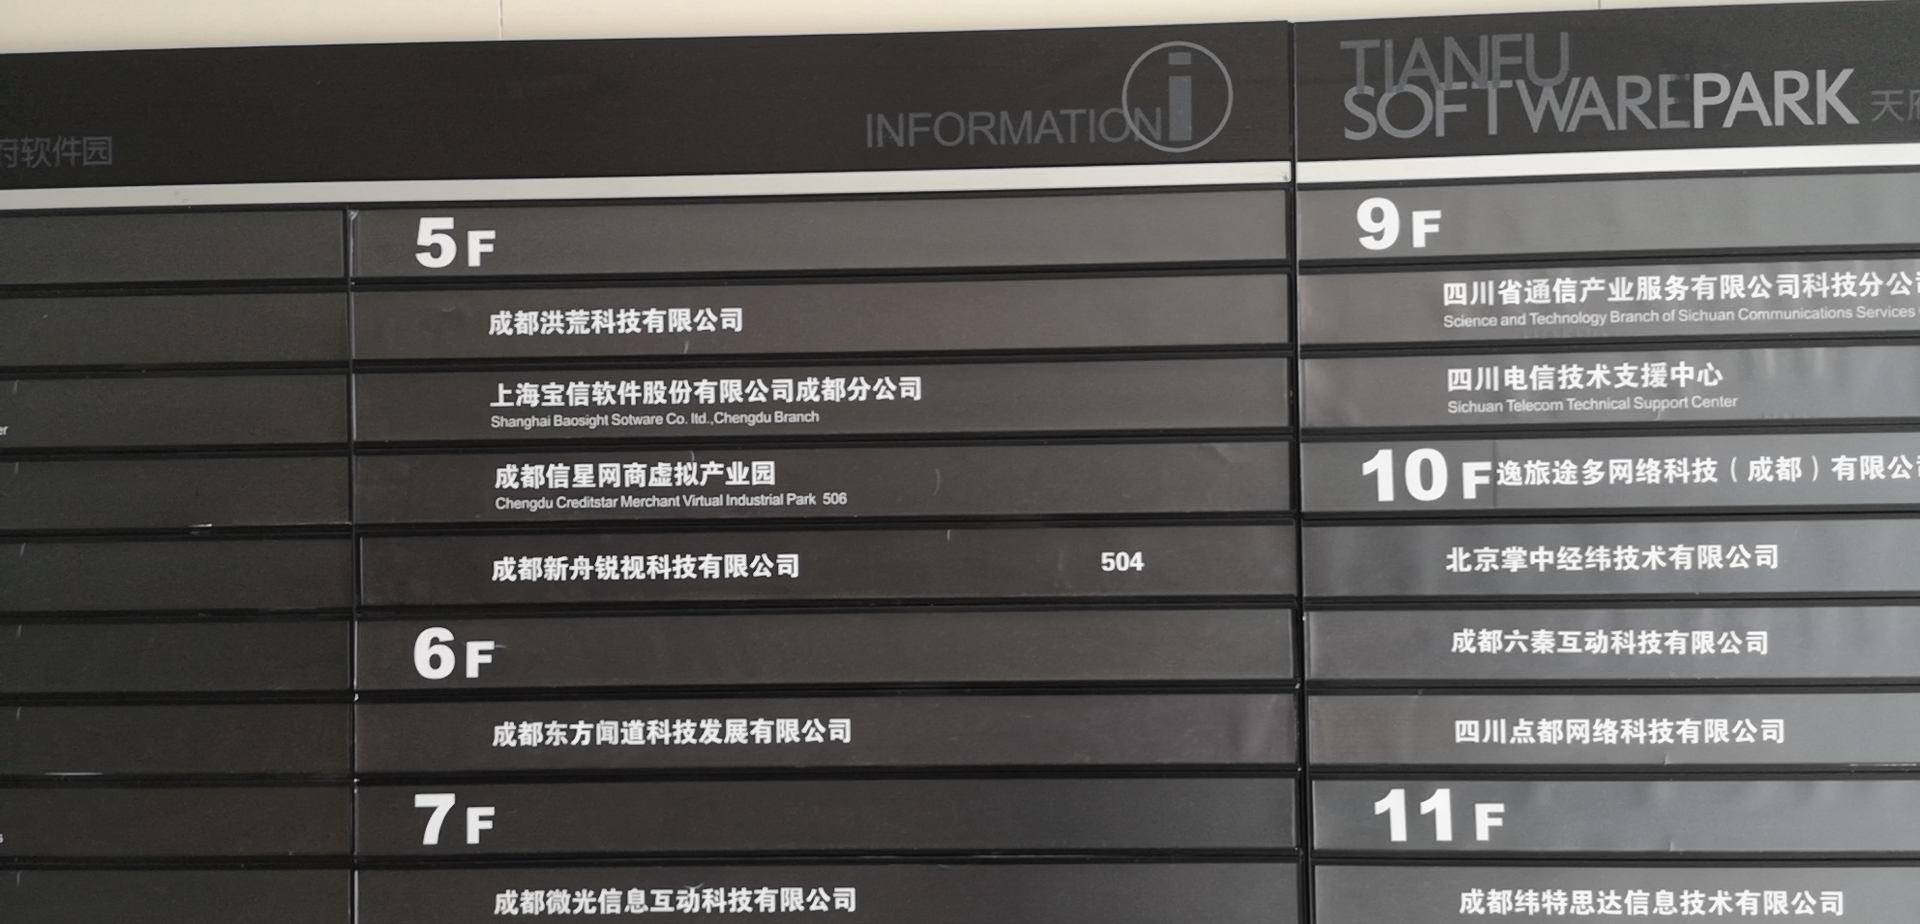 府软件园
INFORMATION i
5F
成都洪荒科技有限公司
上海宝信软件股份有限公司成都分公司
Shanghai Baosight Sotware Co. ltd.,Chengdu Branch
成都信星网商虚拟产业园
Chengdu Creditstar Merchant Virtual Industrial Park 506
成都新舟锐视科技有限公司 504
6F
成都东方闻道科技发展有限公司
7F
成都微光信息互动科技有限公司
TIANFU
SOFTWAREPARK 天府
9F
四川省通信产业服务有限公司科技分公司
Science and Technology Branch of Sichuan Communications Services
四川电信技术支援中心
Sichuan Telecom Technical Support Center
10F 逸旅途多网络科技（成都）有限公司
北京掌中经纬技术有限公司
成都六秦互动科技有限公司
四川点都网络科技有限公司
11F
成都纬特思达信息技术有限公司